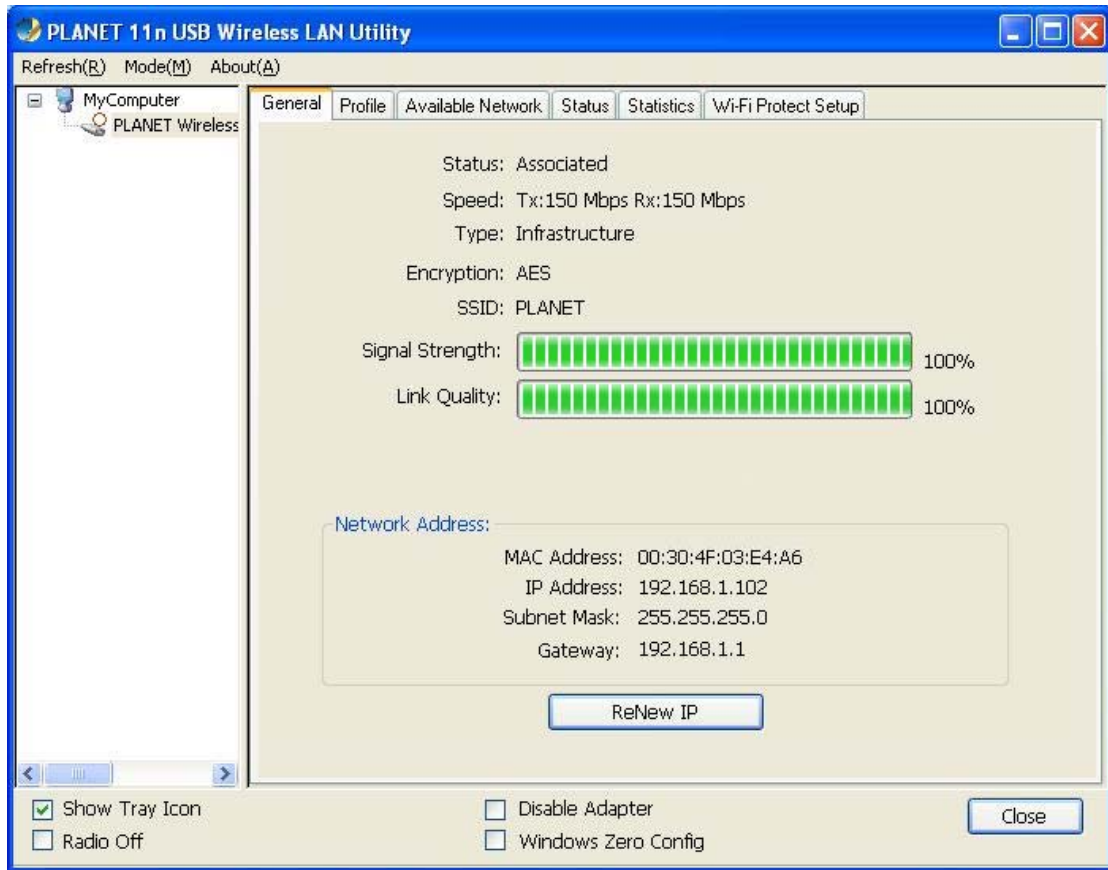 PLANET 11n USB Wireless LAN Utility
Refresh(R) Mode(M) About(A)
MyComputer
PLANET Wireless
General Profile Available Network Status Statistics Wi-Fi Protect Setup
Status: Associated
Speed: Tx:150 Mbps Rx:150 Mbps
Type: Infrastructure
Encryption: AES
SSID: PLANET
Signal Strength: 100%
Link Quality: 100%
Network Address:
MAC Address: 00:30:4F:03:E4:A6
IP Address: 192.168.1.102
Subnet Mask: 255.255.255.0
Gateway: 192.168.1.1
ReNew IP
Show Tray Icon Disable Adapter
Close
Radio Off Windows Zero Config